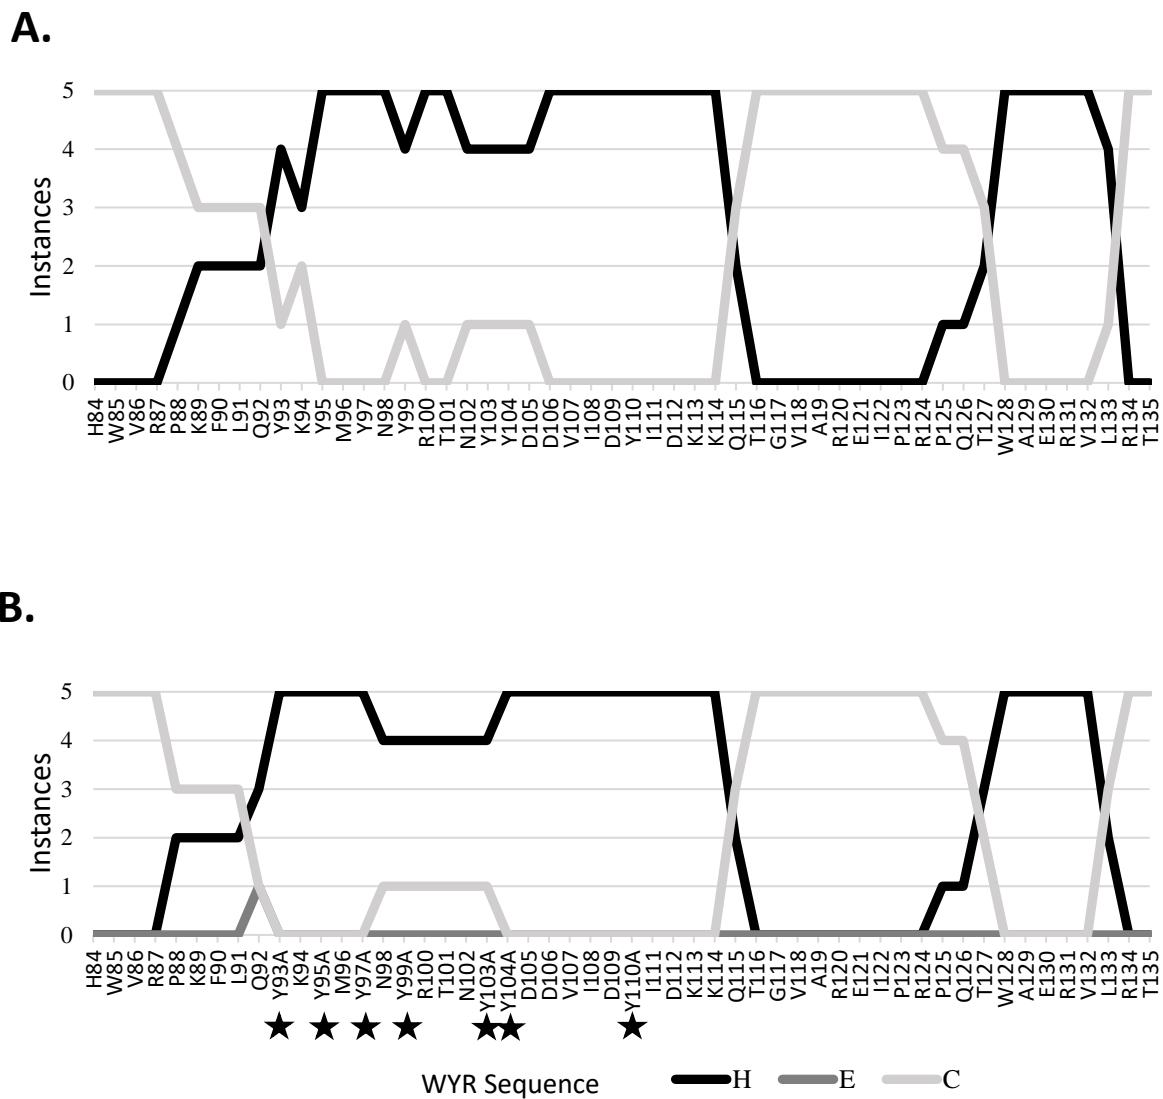 A.
5
4
3
2
1
0
Instances
H84 W85 V86 R87 P88 K89 F90 L91 Q92 Y93 K94 Y95 M96 Y97 N98 Y99 R100 T101 N102 Y103 Y104 D105 D106 V107 I108 D109 Y110 I111 D112 K113 K114 Q115 T116 G117 V118 A19 R120 E121 I122 P123 R124 P125 Q126 T127 W128 A129 E130 R131 V132 L133 R134 T135
B.
5
4
3
2
1
0
Instances
H84 W85 V86 R87 P88 K89 F90 L91 Q92 Y93A K94 Y95A M96 Y97A N98 Y99A R100 T101 N102 Y103A Y104A D105 D106 V107 I108 D109 Y110A I111 D112 K113 K114 Q115 T116 G117 V118 A19 R120 E121 I122 P123 R124 P125 Q126 T127 W128 A129 E130 R131 V132 L133 R134 T135
WYR Sequence
H E C